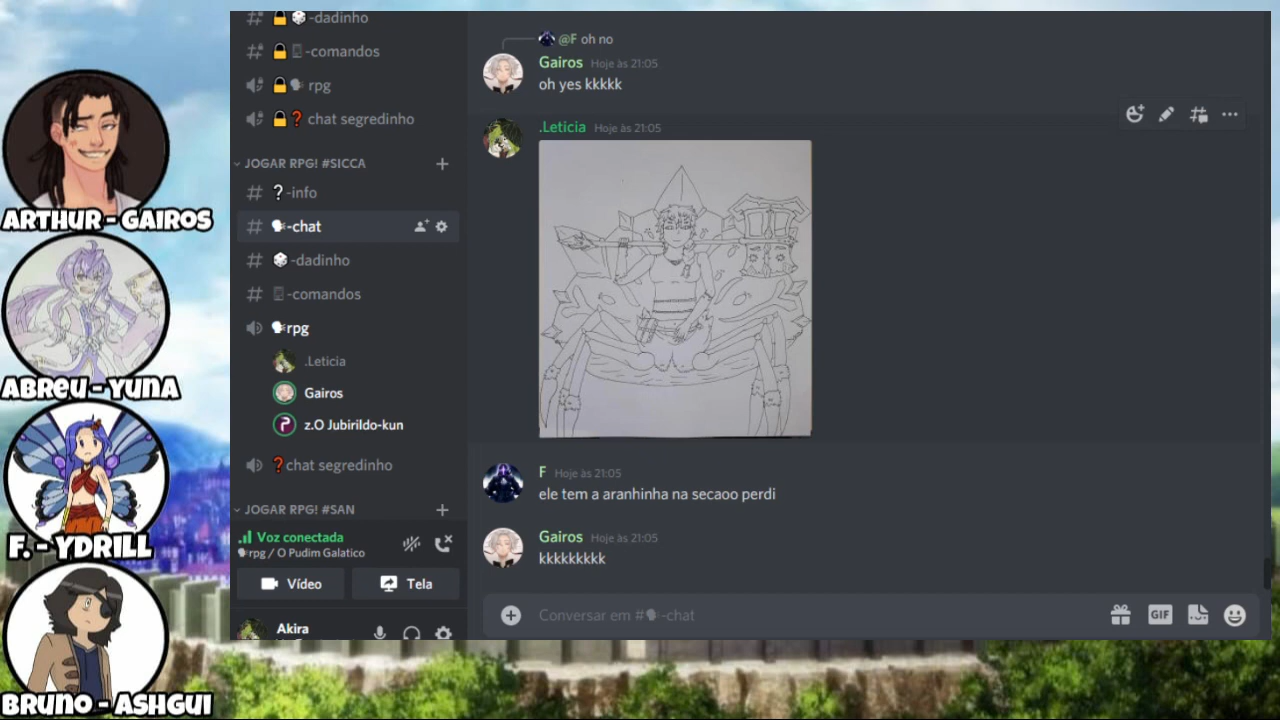 ARTHUR - GAIROS
ABREU - YUNA
F. - YDRILL
BRUNO - ASHGUI
-dadinho
-comandos
rpg
chat segredinho
JOGAR RPG! #SICCA
-info
-chat
-dadinho
-comandos
rpg
.Leticia
Gairos
z.O Jubirildo-kun
chat segredinho
JOGAR RPG! #SAN
Voz conectada
rpg / O Pudim Galatico
Vídeo Tela
Akira
@F oh no
Gairos Hoje às 21:05
oh yes kkkkk
.Leticia Hoje às 21:05
F Hoje às 21:05
ele tem a aranhinha na secaoo perdi
Gairos Hoje às 21:05
kkkkkkkkk
Conversar em #-chat
GIF